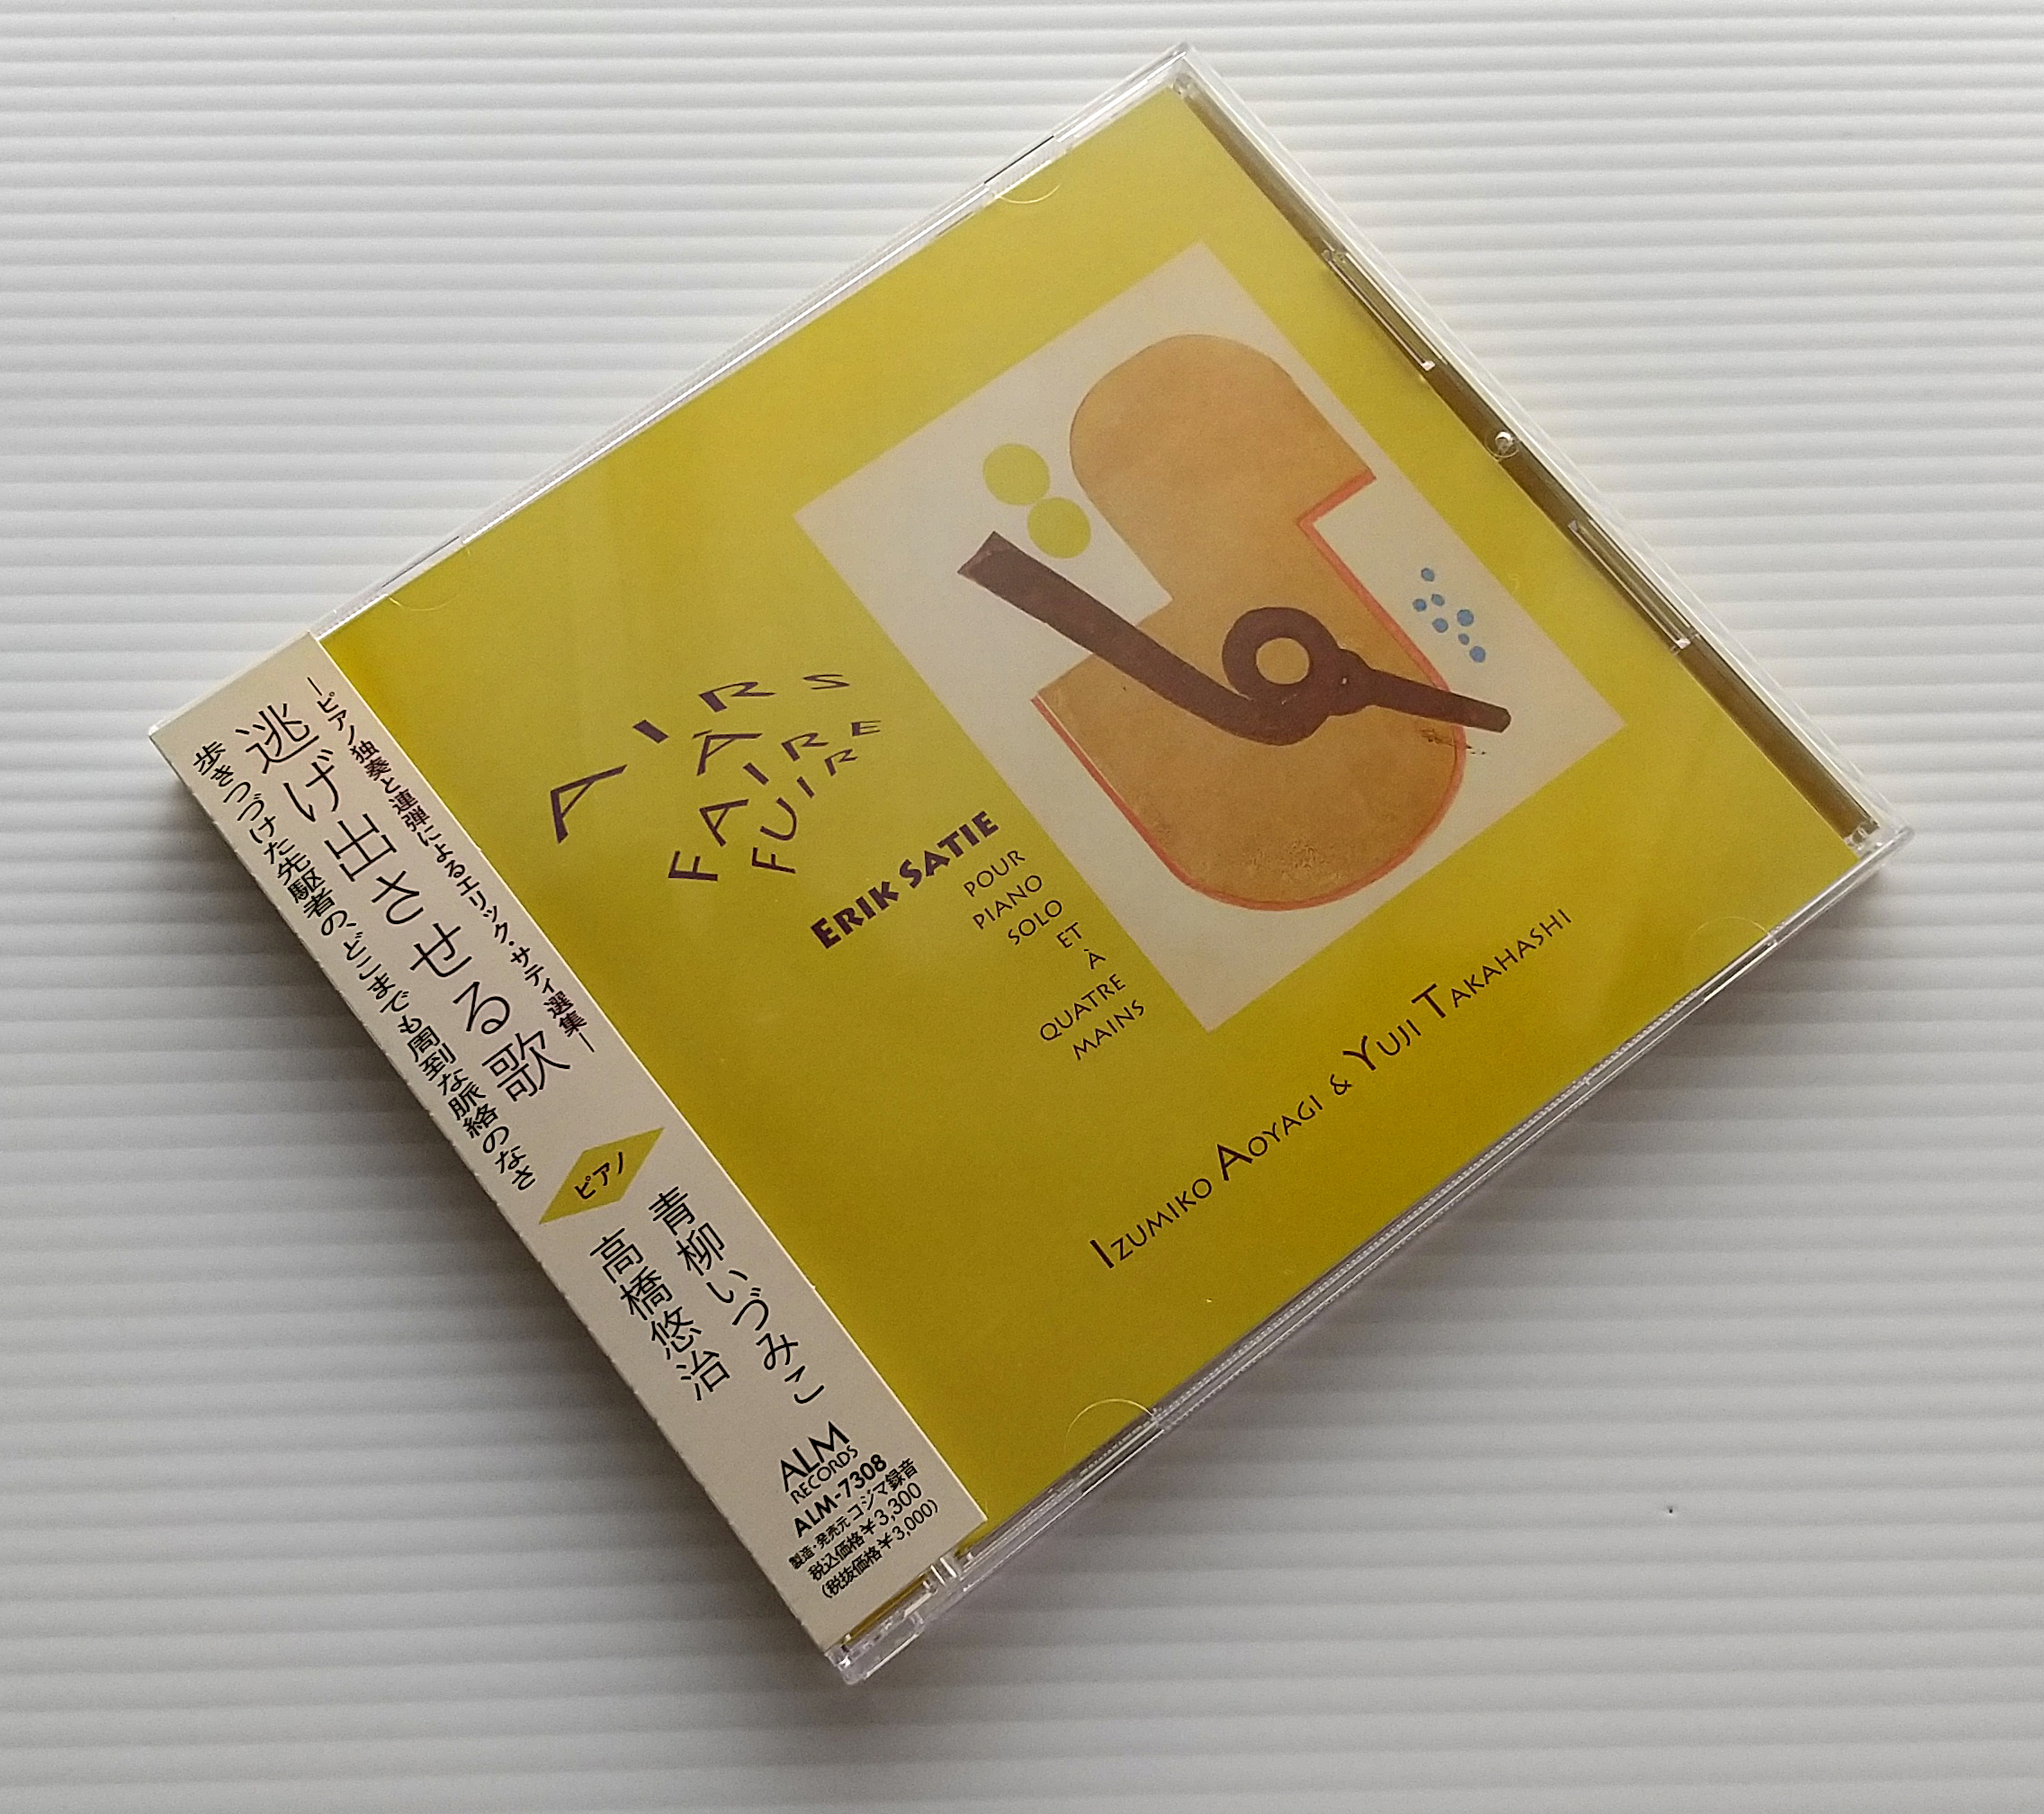 ―ピアノ独奏と連弾によるエリック・サティ選集―
逃げ出させる歌
歩きつづけた先駆者の、どこまでも周到な脈絡のなさ
ピアノ
青柳いづみこ
高橋悠治
ALM
RECORDS
ALM-7308
製造・発売元 コジマ録音
税込価格¥3,300
(税抜価格¥3,000)
AIRS
À
FAIRE
FUIR
ERIK SATIE
POUR
PIANO
SOLO
ET
À
QUATRE
MAINS
IZUMIKO AOYAGI & YUJI TAKAHASHI